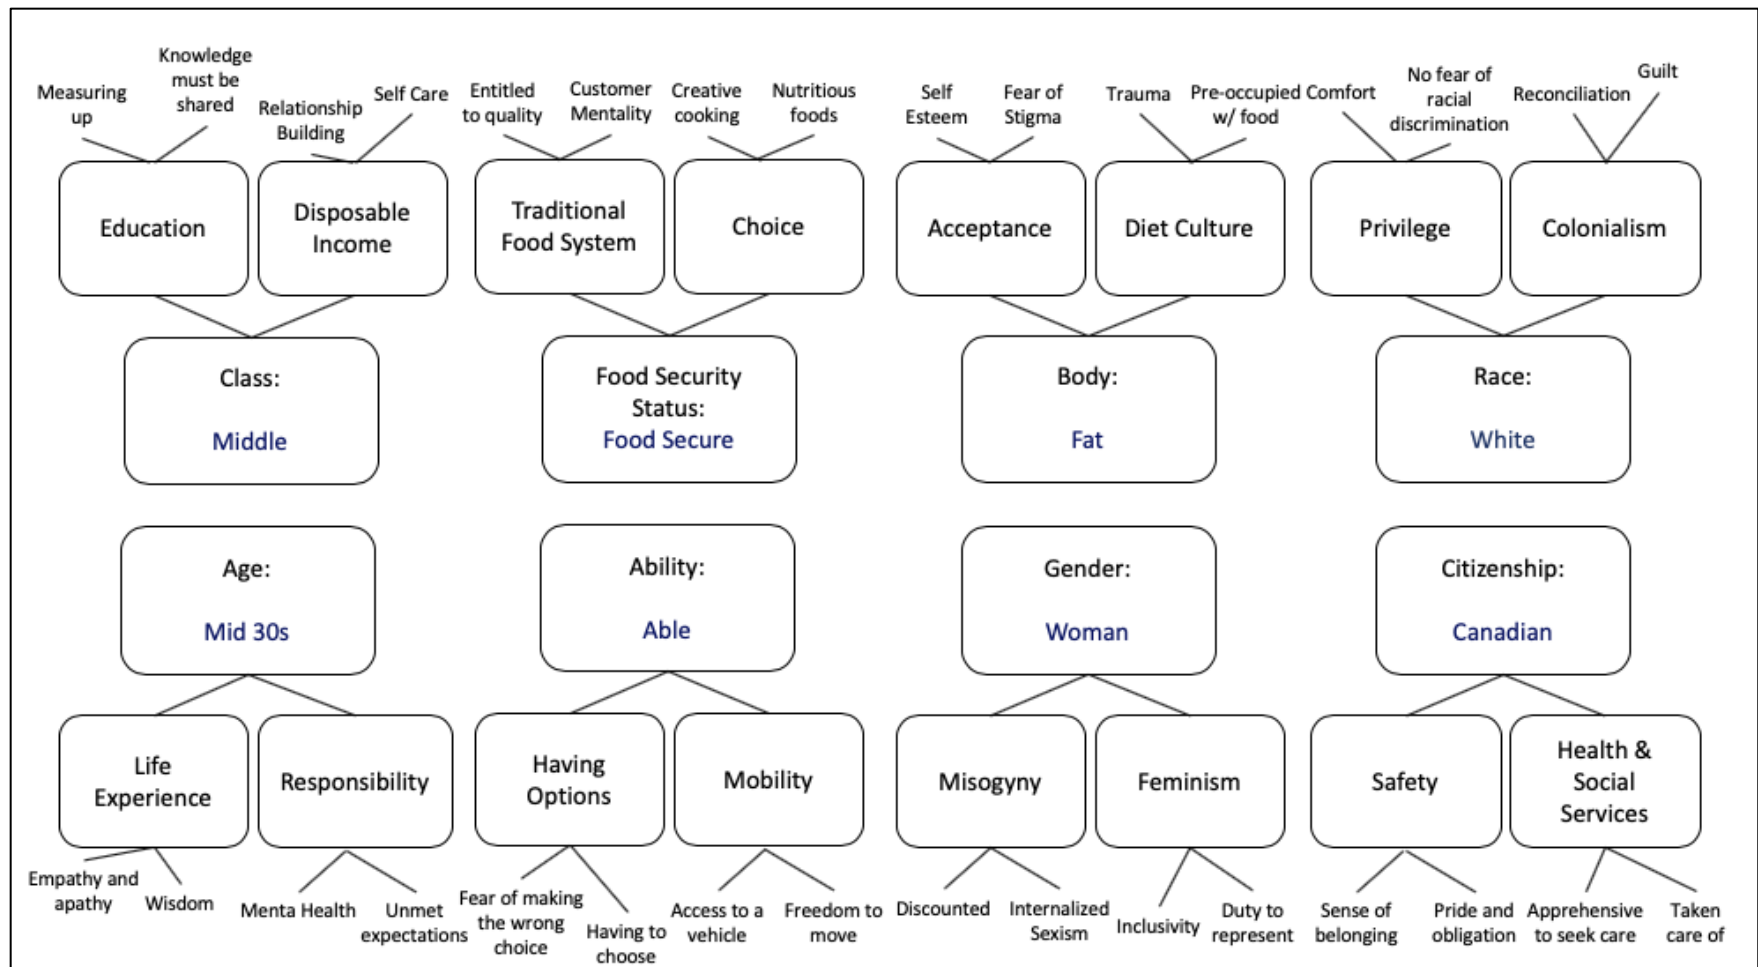 Measuring
up
Knowledge
must be
shared
Relationship
Building
Self Care
Entitled
to quality
Customer
Mentality
Creative
cooking
Nutritious
foods
Self
Esteem
Fear of
Stigma
Trauma
Pre-occupied
w/ food
Comfort
No fear of
racial
discrimination
Reconciliation
Guilt
Education
Disposable
Income
Traditional
Food System
Choice
Acceptance
Diet Culture
Privilege
Colonialism
Class:
Middle
Food Security
Status:
Food Secure
Body:
Fat
Race:
White
Age:
Mid 30s
Ability:
Able
Gender:
Woman
Citizenship:
Canadian
Life
Experience
Responsibility
Having
Options
Mobility
Misogyny
Feminism
Safety
Health &
Social
Services
Empathy and
apathy
Wisdom
Menta Health
Unmet
expectations
Fear of making
the wrong
choice
Having to
choose
Access to a
vehicle
Freedom to
move
Discounted
Internalized
Sexism
Inclusivity
Duty to
represent
Sense of
belonging
Pride and
obligation
Apprehensive
to seek care
Taken
care of